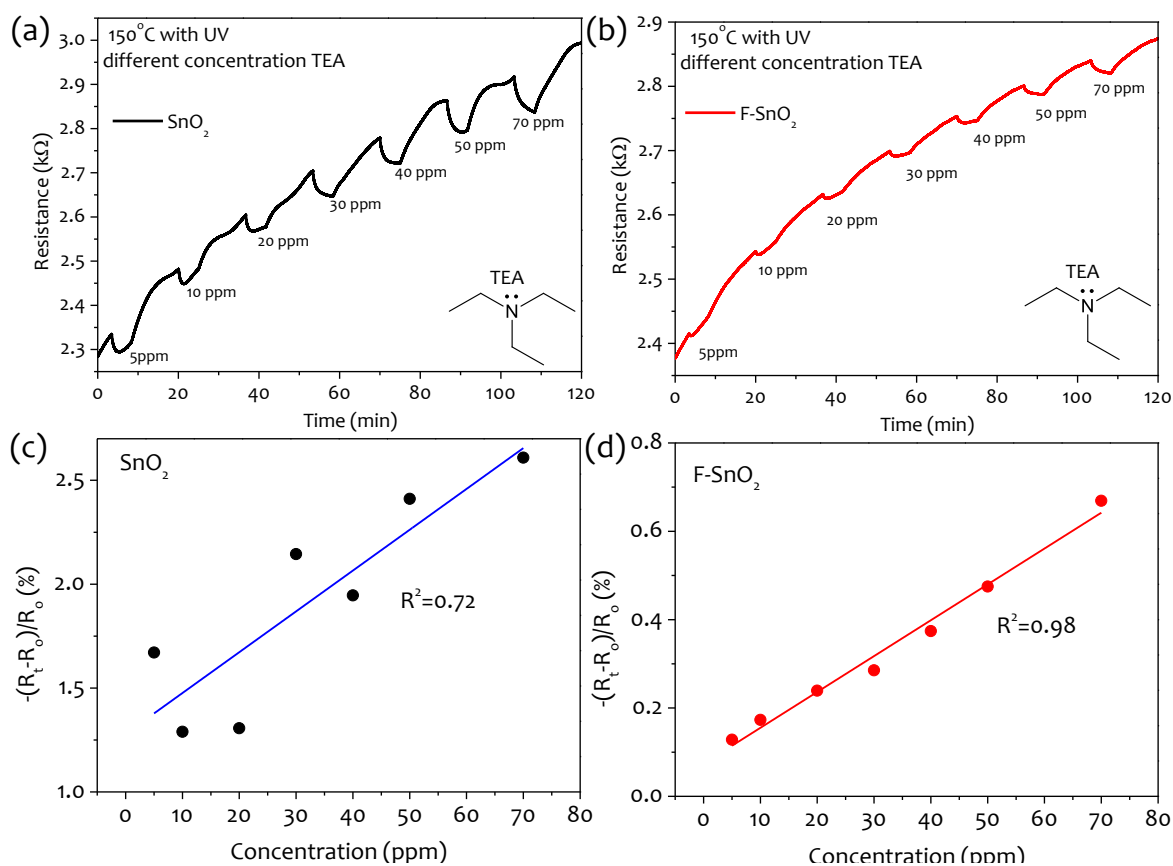 (a)
150°C with UV
different concentration TEA
SnO₂
Resistance (kΩ)
3.0
2.9
2.8
2.7
2.6
2.5
2.4
2.3
5ppm
10 ppm
20 ppm
30 ppm
40 ppm
50 ppm
70 ppm
TEA
N
0 20 40 60 80 100 120
Time (min)
(b)
150°C with UV
different concentration TEA
F-SnO₂
Resistance (kΩ)
2.9
2.8
2.7
2.6
2.5
2.4
5ppm
10 ppm
20 ppm
30 ppm
40 ppm
50 ppm
70 ppm
TEA
N
0 20 40 60 80 100 120
Time (min)
(c)
SnO₂
-(Rₜ-Rₒ)/Rₒ (%)
2.5
2.0
1.5
1.0
R²=0.72
0 10 20 30 40 50 60 70 80
Concentration (ppm)
(d)
F-SnO₂
-(Rₜ-Rₒ)/Rₒ (%)
0.8
0.6
0.4
0.2
0.0
R²=0.98
0 10 20 30 40 50 60 70 80
Concentration (ppm)